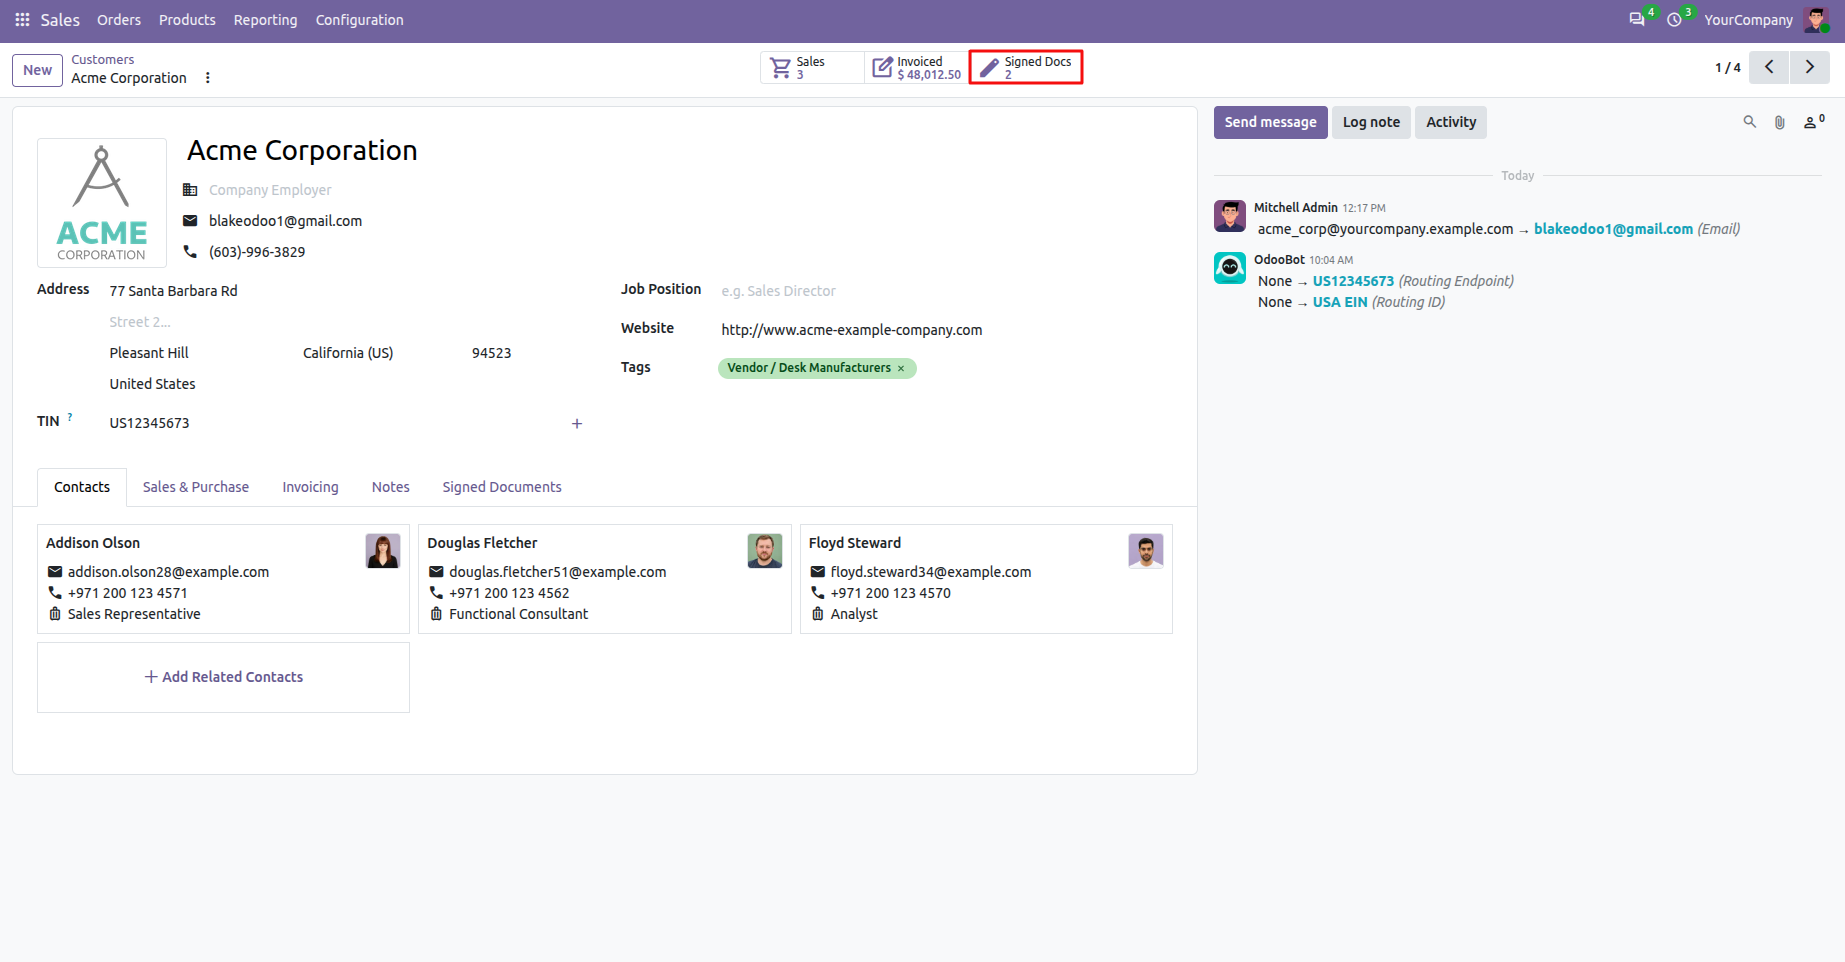 Sales Orders Products Reporting Configuration 4 3 YourCompany
New Customers
Acme Corporation
Sales 3
Invoiced $ 48,012.50
Signed Docs 2
1 / 4
Acme Corporation
ACME
CORPORATION
Company Employer
blakeodoo1@gmail.com
(603)-996-3829
Address 77 Santa Barbara Rd
Street 2...
Pleasant Hill California (US) 94523
United States
TIN ? US12345673
Job Position e.g. Sales Director
Website http://www.acme-example-company.com
Tags Vendor / Desk Manufacturers ×
Contacts Sales & Purchase Invoicing Notes Signed Documents
Addison Olson
addison.olson28@example.com
+971 200 123 4571
Sales Representative
Douglas Fletcher
douglas.fletcher51@example.com
+971 200 123 4562
Functional Consultant
Floyd Steward
floyd.steward34@example.com
+971 200 123 4570
Analyst
+ Add Related Contacts
Send message Log note Activity 0
Today
Mitchell Admin 12:17 PM
acme_corp@yourcompany.example.com → blakeodoo1@gmail.com (Email)
OdooBot 10:04 AM
None → US12345673 (Routing Endpoint)
None → USA EIN (Routing ID)